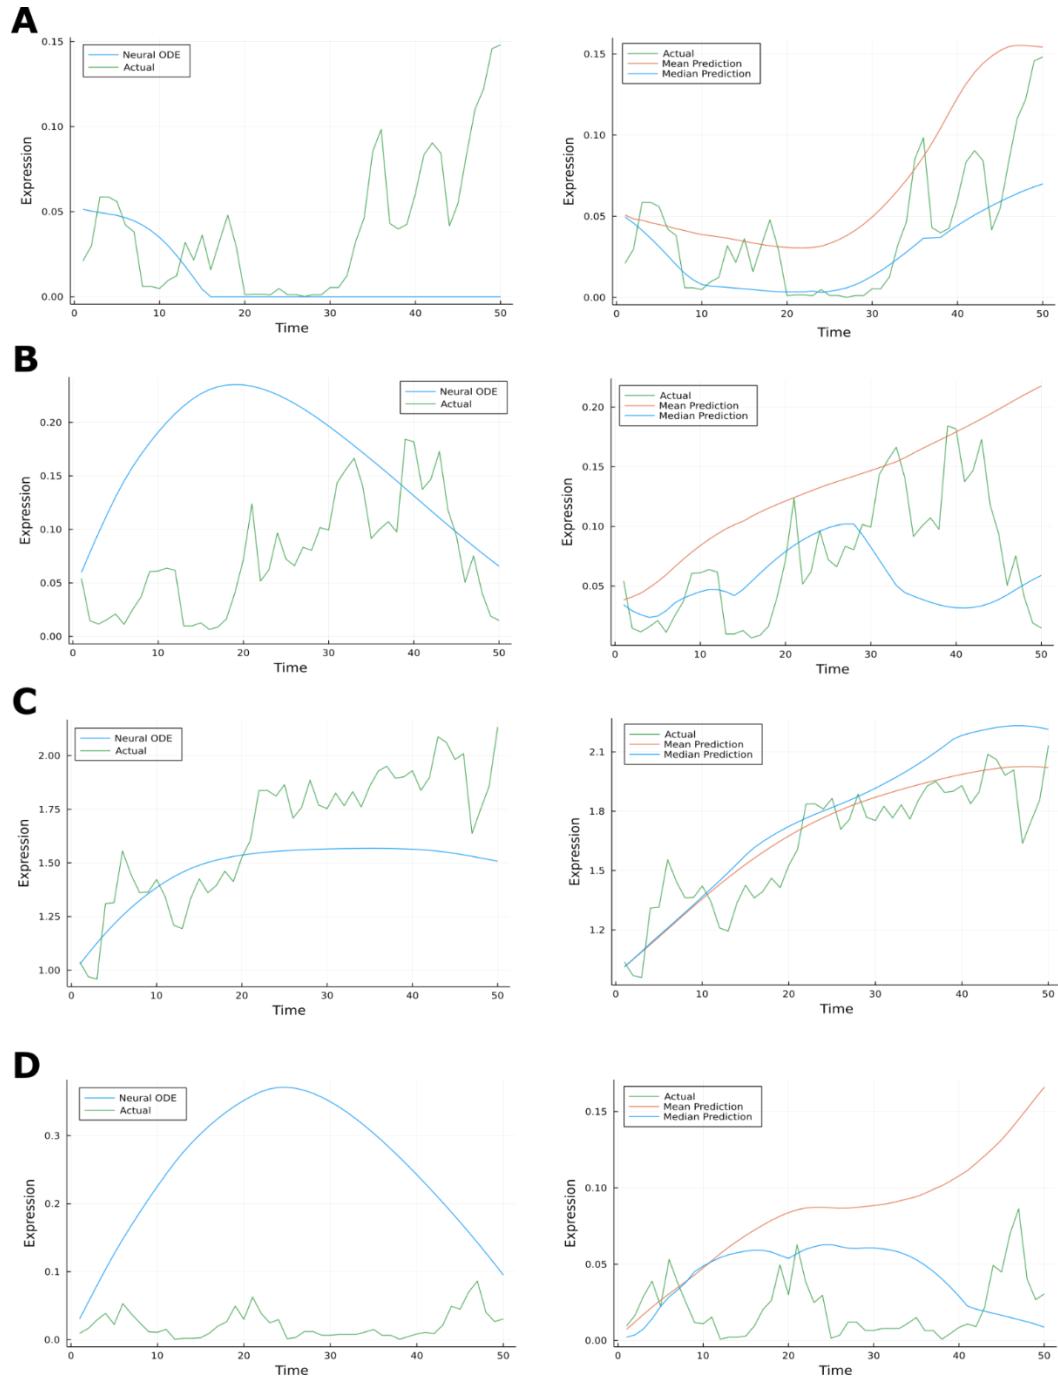 A
Neural ODE
Actual
Expression
0.15
0.10
0.05
0.00
0 10 20 30 40 50
Time
Actual
Mean Prediction
Median Prediction
Expression
0.15
0.10
0.05
0.00
0 10 20 30 40 50
Time
B
Neural ODE
Actual
Expression
0.20
0.15
0.10
0.05
0.00
0 10 20 30 40 50
Time
Actual
Mean Prediction
Median Prediction
Expression
0.20
0.15
0.10
0.05
0 10 20 30 40 50
Time
C
Neural ODE
Actual
Expression
2.00
1.75
1.50
1.25
1.00
0 10 20 30 40 50
Time
Actual
Mean Prediction
Median Prediction
Expression
2.1
1.8
1.5
1.2
0 10 20 30 40 50
Time
D
Neural ODE
Actual
Expression
0.3
0.2
0.1
0.0
0 10 20 30 40 50
Time
Actual
Mean Prediction
Median Prediction
Expression
0.15
0.10
0.05
0.00
0 10 20 30 40 50
Time